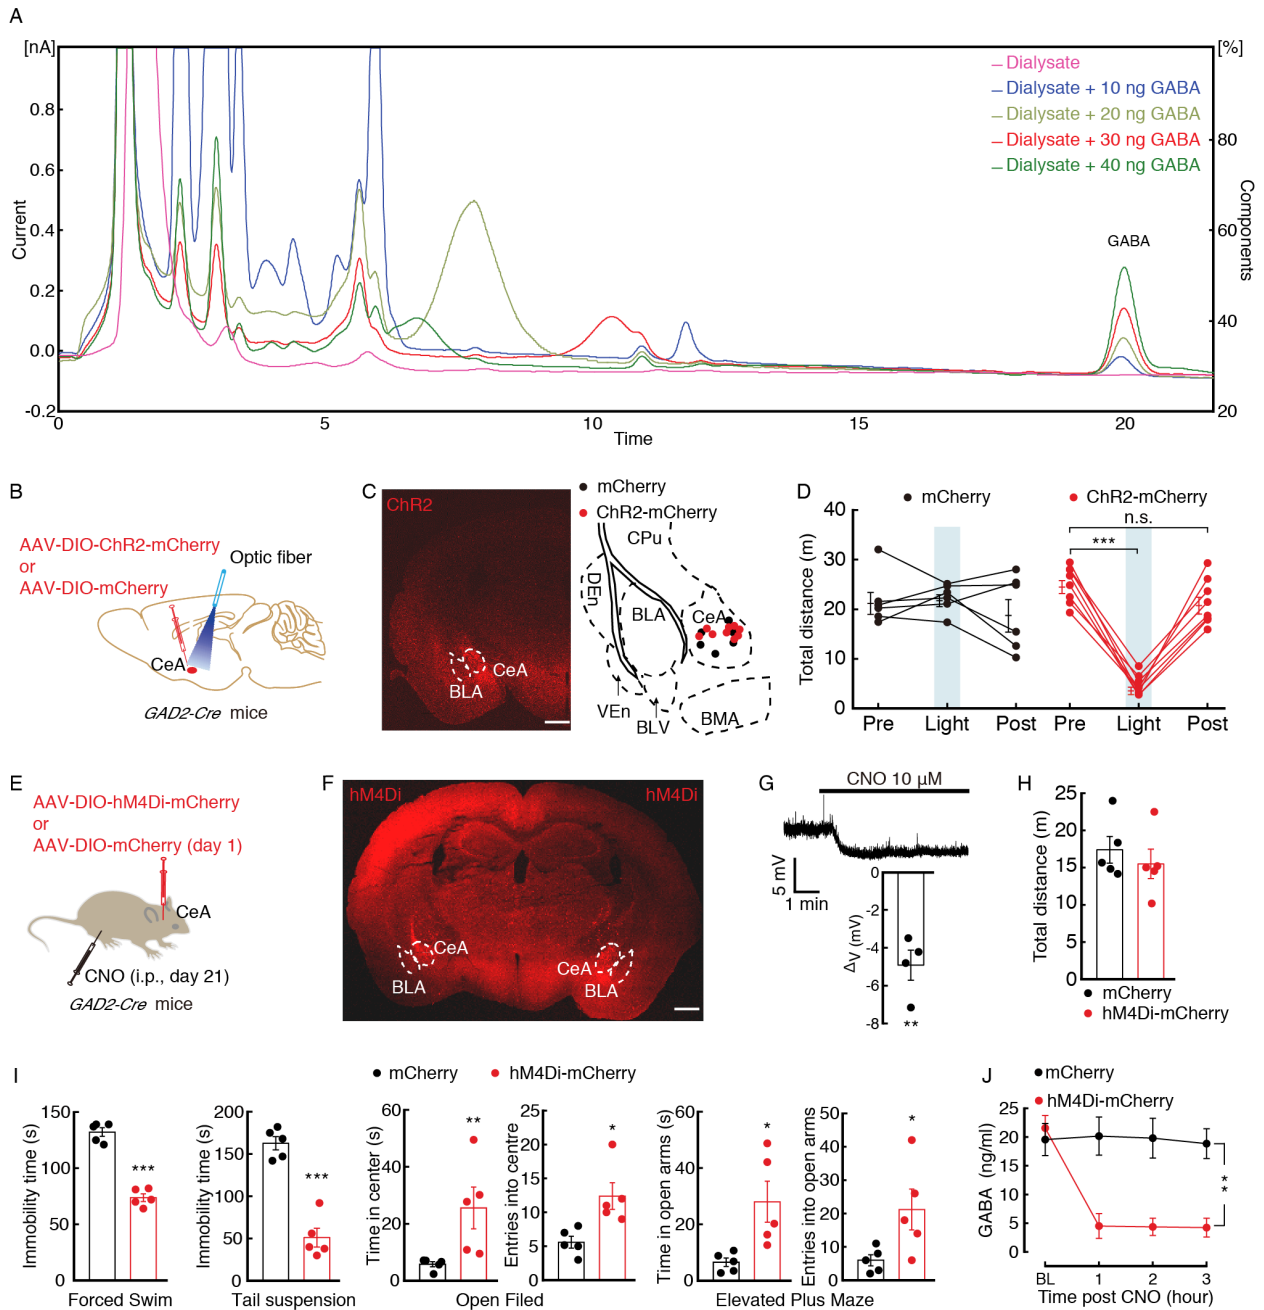 A
[nA]
[%]
Dialysate
Dialysate + 10 ng GABA
Dialysate + 20 ng GABA
Dialysate + 30 ng GABA
Dialysate + 40 ng GABA
0.8
0.6
0.4
0.2
0.0
-0.2
Current
80
60
40
20
Components
GABA
0
5
10
15
20
Time
B
AAV-DIO-ChR2-mCherry
or
AAV-DIO-mCherry
Optic fiber
CeA
GAD2-Cre mice
C
ChR2
CeA
BLA
mCherry
ChR2-mCherry
CPu
DEn
BLA
CeA
VEn
BLV
BMA
D
mCherry
ChR2-mCherry
n.s.
***
Total distance (m)
40
30
20
10
0
Pre
Light
Post
Pre
Light
Post
E
AAV-DIO-hM4Di-mCherry
or
AAV-DIO-mCherry (day 1)
CeA
CNO (i.p., day 21)
GAD2-Cre mice
F
hM4Di
hM4Di
CeA
BLA
CeA
BLA
G
CNO 10 μM
5 mV
1 min
0
-2
-4
-6
-8
ΔV (mV)
**
H
Total distance (m)
25
20
15
10
5
0
mCherry
hM4Di-mCherry
I
mCherry
hM4Di-mCherry
Immobility time (s)
150
100
50
0
***
Forced Swim
Immobility time (s)
200
150
100
50
0
***
Tail suspension
Time in center (s)
60
40
20
0
**
Entries into centre
25
20
15
10
5
0
*
Open Filed
Time in open arms (s)
60
40
20
0
*
Entries into open arms
50
40
30
20
10
0
*
Elevated Plus Maze
J
mCherry
hM4Di-mCherry
GABA (ng/ml)
25
20
15
10
5
0
**
BL
1
2
3
Time post CNO (hour)